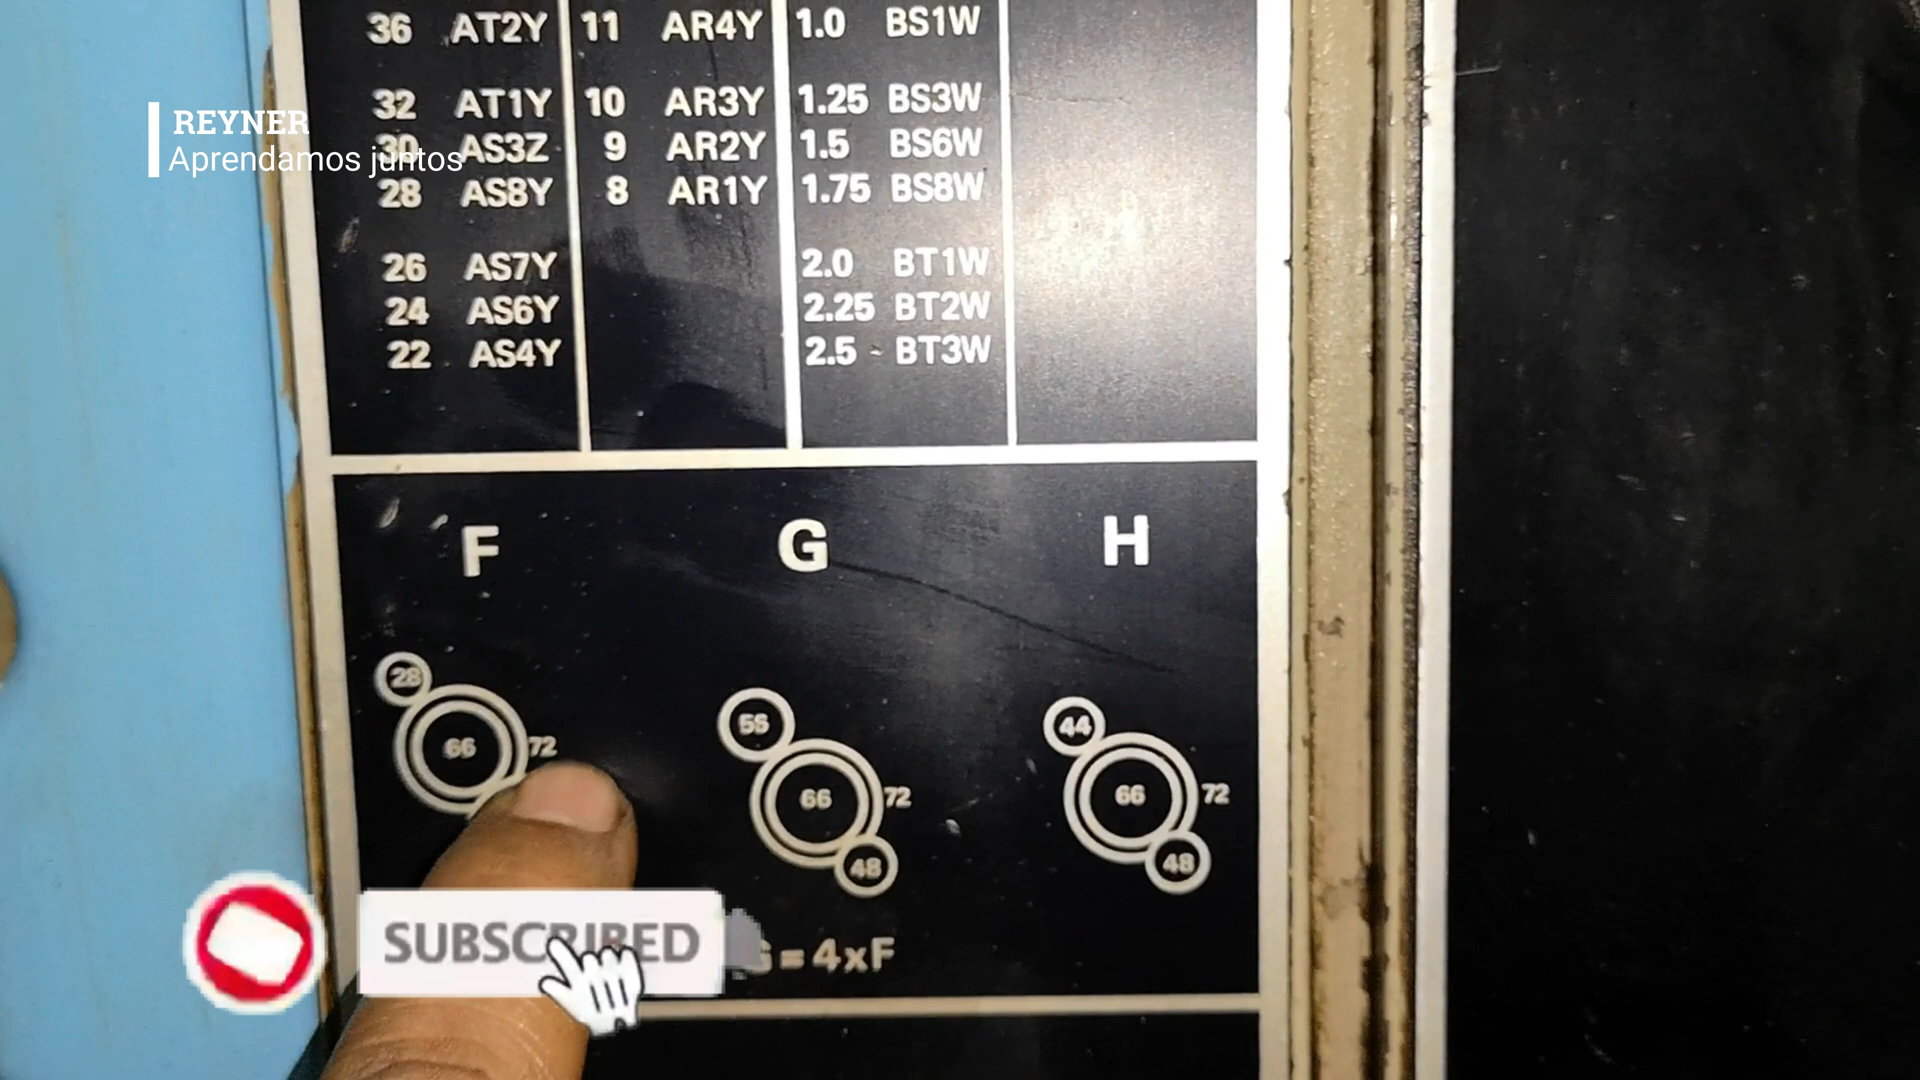 36 AT2Y 11 AR4Y 1.0 BS1W
32 AT1Y 10 AR3Y 1.25 BS3W
REYNER
30 AS3Z 9 AR2Y 1.5 BS6W
Aprendamos juntos
28 AS8Y 8 AR1Y 1.75 BS8W
26 AS7Y 2.0 BT1W
24 AS6Y 2.25 BT2W
22 AS4Y 2.5 BT3W
F G H
28 56 44
66 72 66 72 66 72
48 48
SUBSCRIBED
G = 4xF